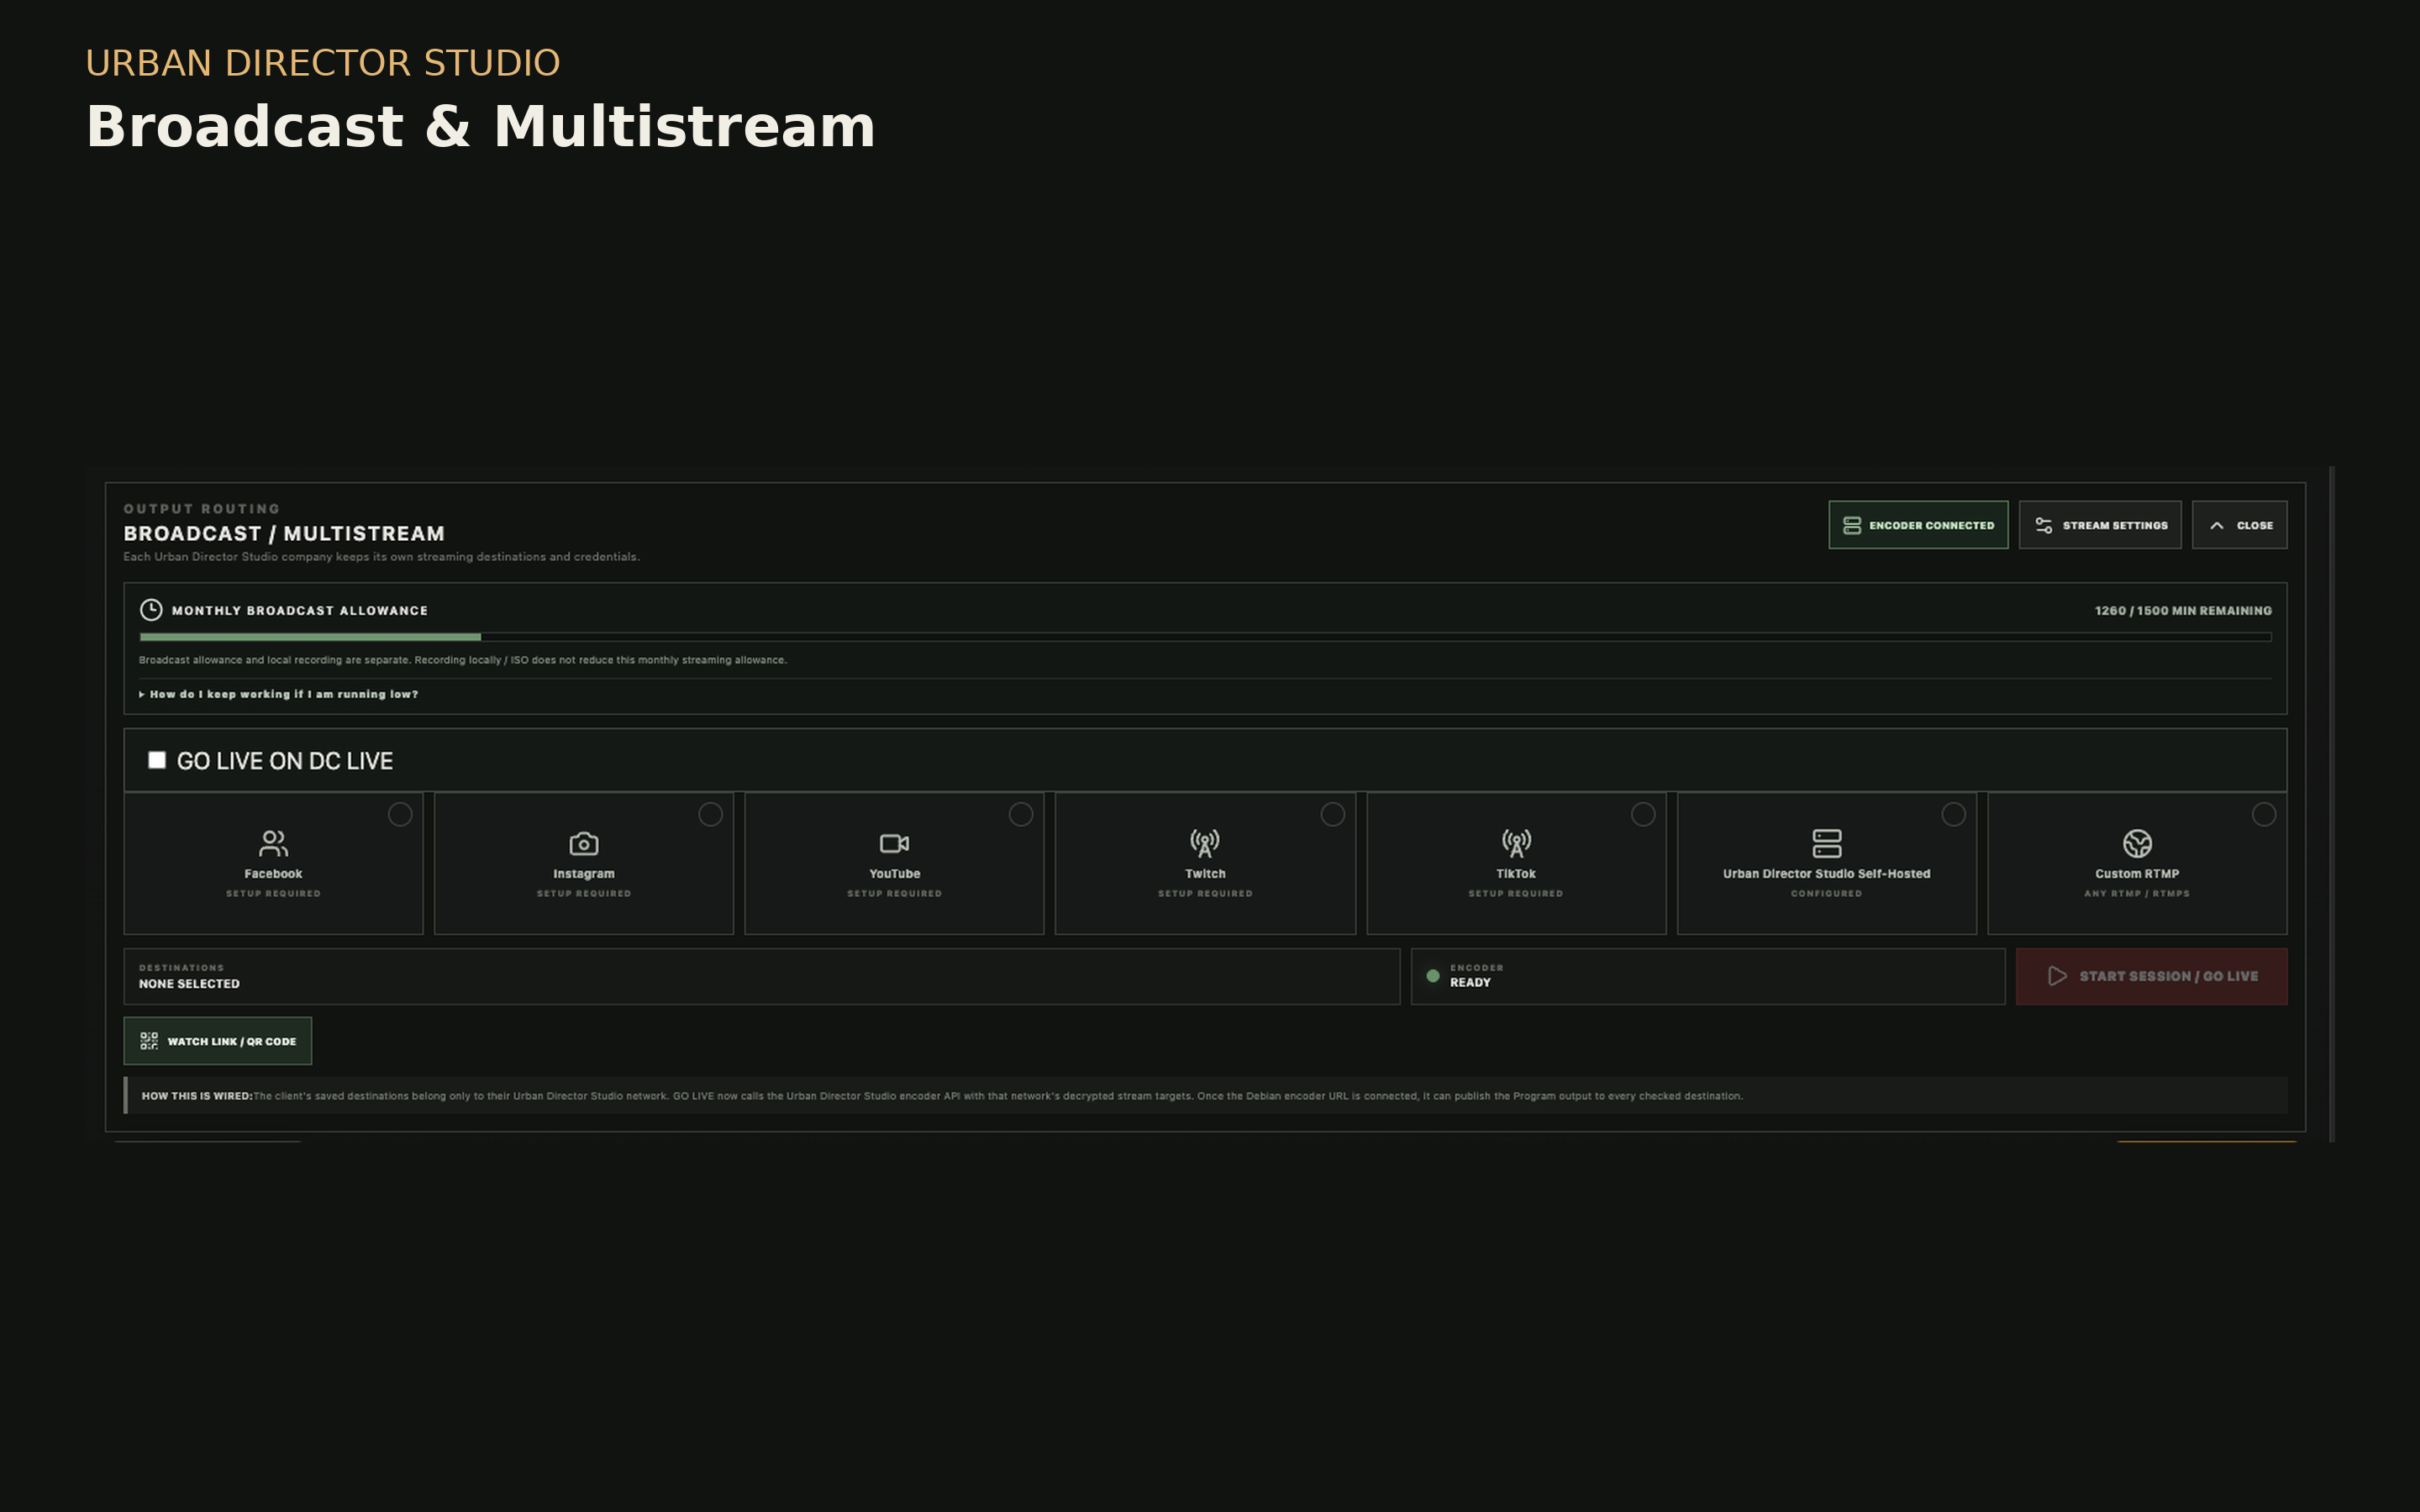 URBAN DIRECTOR STUDIO
Broadcast & Multistream
OUTPUT ROUTING
BROADCAST / MULTISTREAM
Each Urban Director Studio company keeps its own streaming destinations and credentials.
ENCODER CONNECTED
STREAM SETTINGS
CLOSE
MONTHLY BROADCAST ALLOWANCE
1260 / 1500 MIN REMAINING
Broadcast allowance and local recording are separate. Recording locally / ISO does not reduce this monthly streaming allowance.
How do I keep working if I am running low?
GO LIVE ON DC LIVE
Facebook
SETUP REQUIRED
Instagram
SETUP REQUIRED
YouTube
SETUP REQUIRED
Twitch
SETUP REQUIRED
TikTok
SETUP REQUIRED
Urban Director Studio Self-Hosted
CONFIGURED
Custom RTMP
ANY RTMP / RTMPS
DESTINATIONS
NONE SELECTED
ENCODER
READY
START SESSION / GO LIVE
WATCH LINK / QR CODE
HOW THIS IS WIRED:The client's saved destinations belong only to their Urban Director Studio network. GO LIVE now calls the Urban Director Studio encoder API with that network's decrypted stream targets. Once the Debian encoder URL is connected, it can publish the Program output to every checked destination.